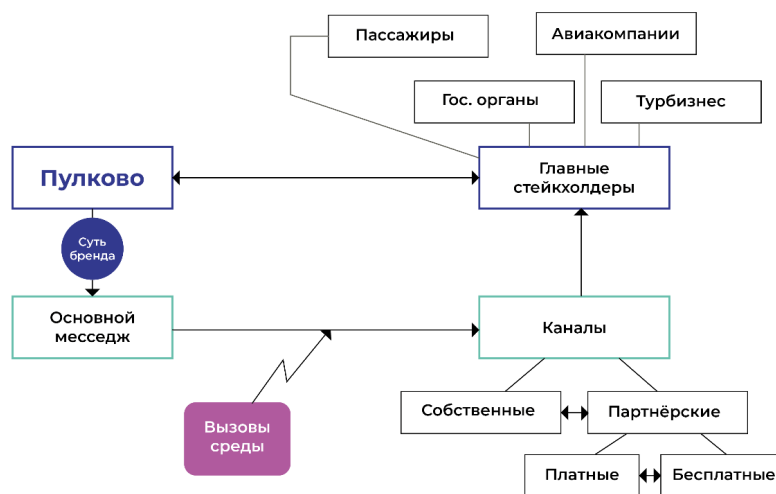 Пассажиры
Авиакомпании
Гос. органы
Турбизнес
Пулково
Главные
стейкхолдеры
Суть
бренда
Основной
месседж
Каналы
Собственные
Партнёрские
Вызовы
среды
Платные
Бесплатные